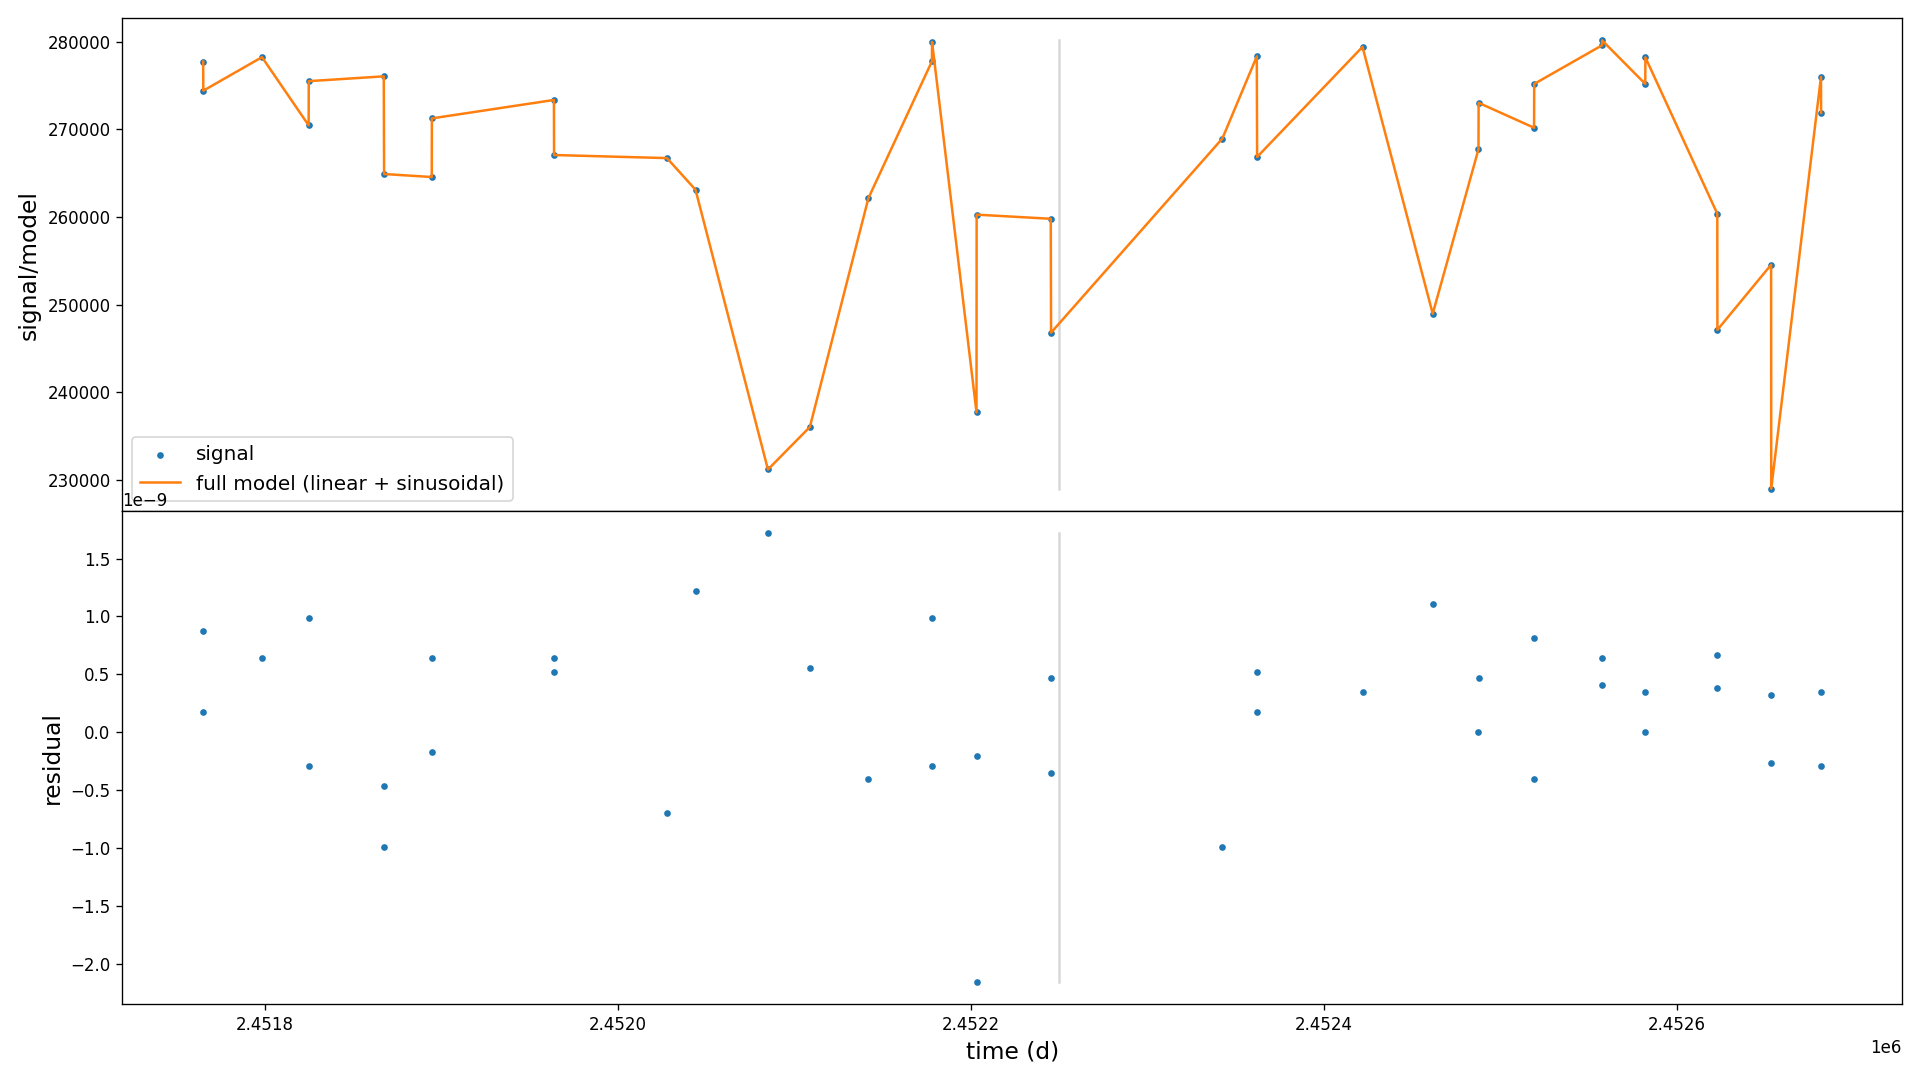 280000
270000
260000
250000
240000
230000
signal/model
signal
full model (linear + sinusoidal)
1e−9
1.5
1.0
0.5
0.0
−0.5
−1.0
−1.5
−2.0
residual
2.4518 2.4520 2.4522 2.4524 2.4526
time (d)
1e6